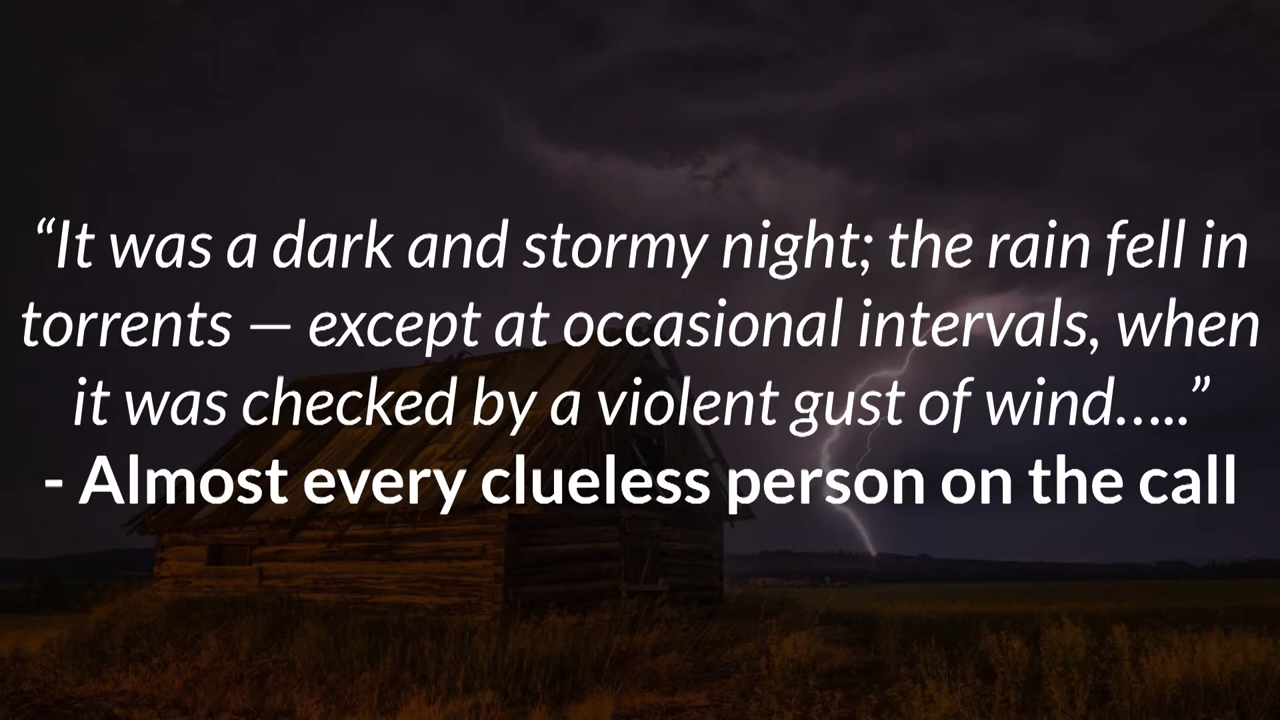 “It was a dark and stormy night; the rain fell in
torrents — except at occasional intervals, when
it was checked by a violent gust of wind…..”
- Almost every clueless person on the call